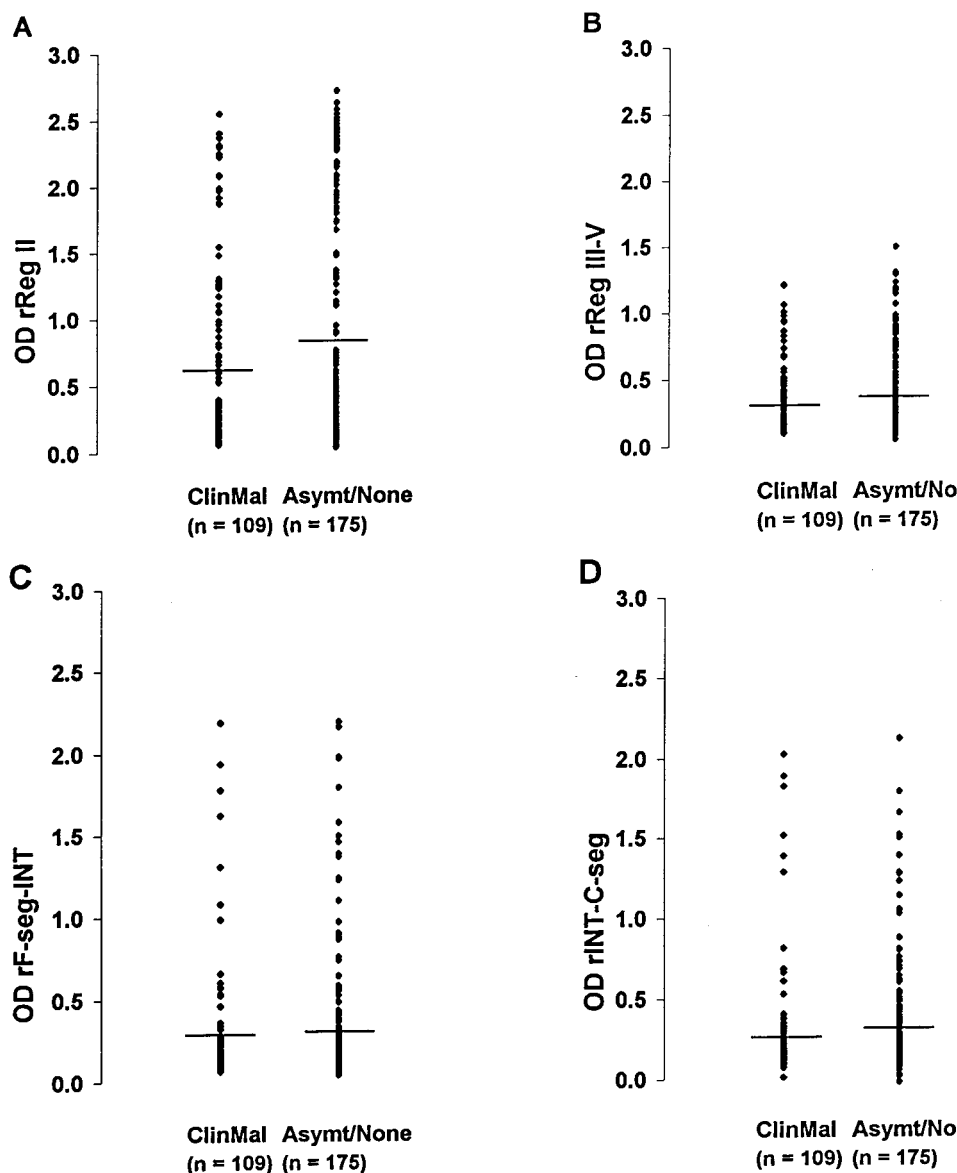 A
3.0
2.5
2.0
1.5
1.0
0.5
0.0
OD rReg II
ClinMal Asymt/None
(n = 109) (n = 175)
B
3.0
2.5
2.0
1.5
1.0
0.5
0.0
OD rReg III-V
ClinMal Asymt/No
(n = 109) (n = 175)
C
3.0
2.5
2.0
1.5
1.0
0.5
0.0
OD rF-seg-INT
ClinMal Asymt/None
(n = 109) (n = 175)
D
3.0
2.5
2.0
1.5
1.0
0.5
0.0
OD rINT-C-seg
ClinMal Asymt/No
(n = 109) (n = 175)